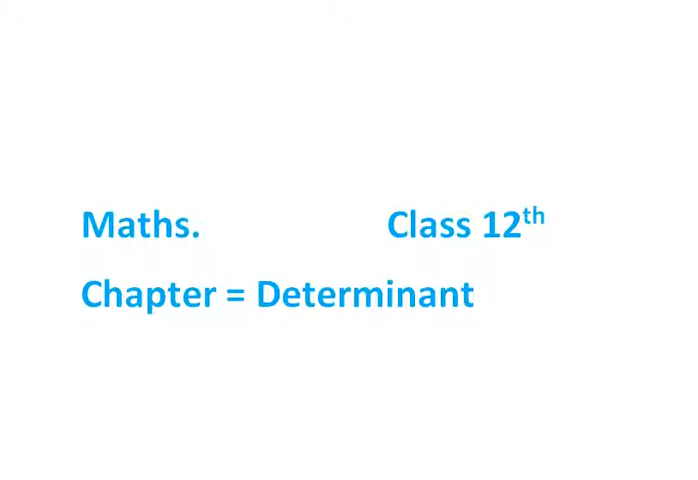 Maths. Class 12th
Chapter = Determinant